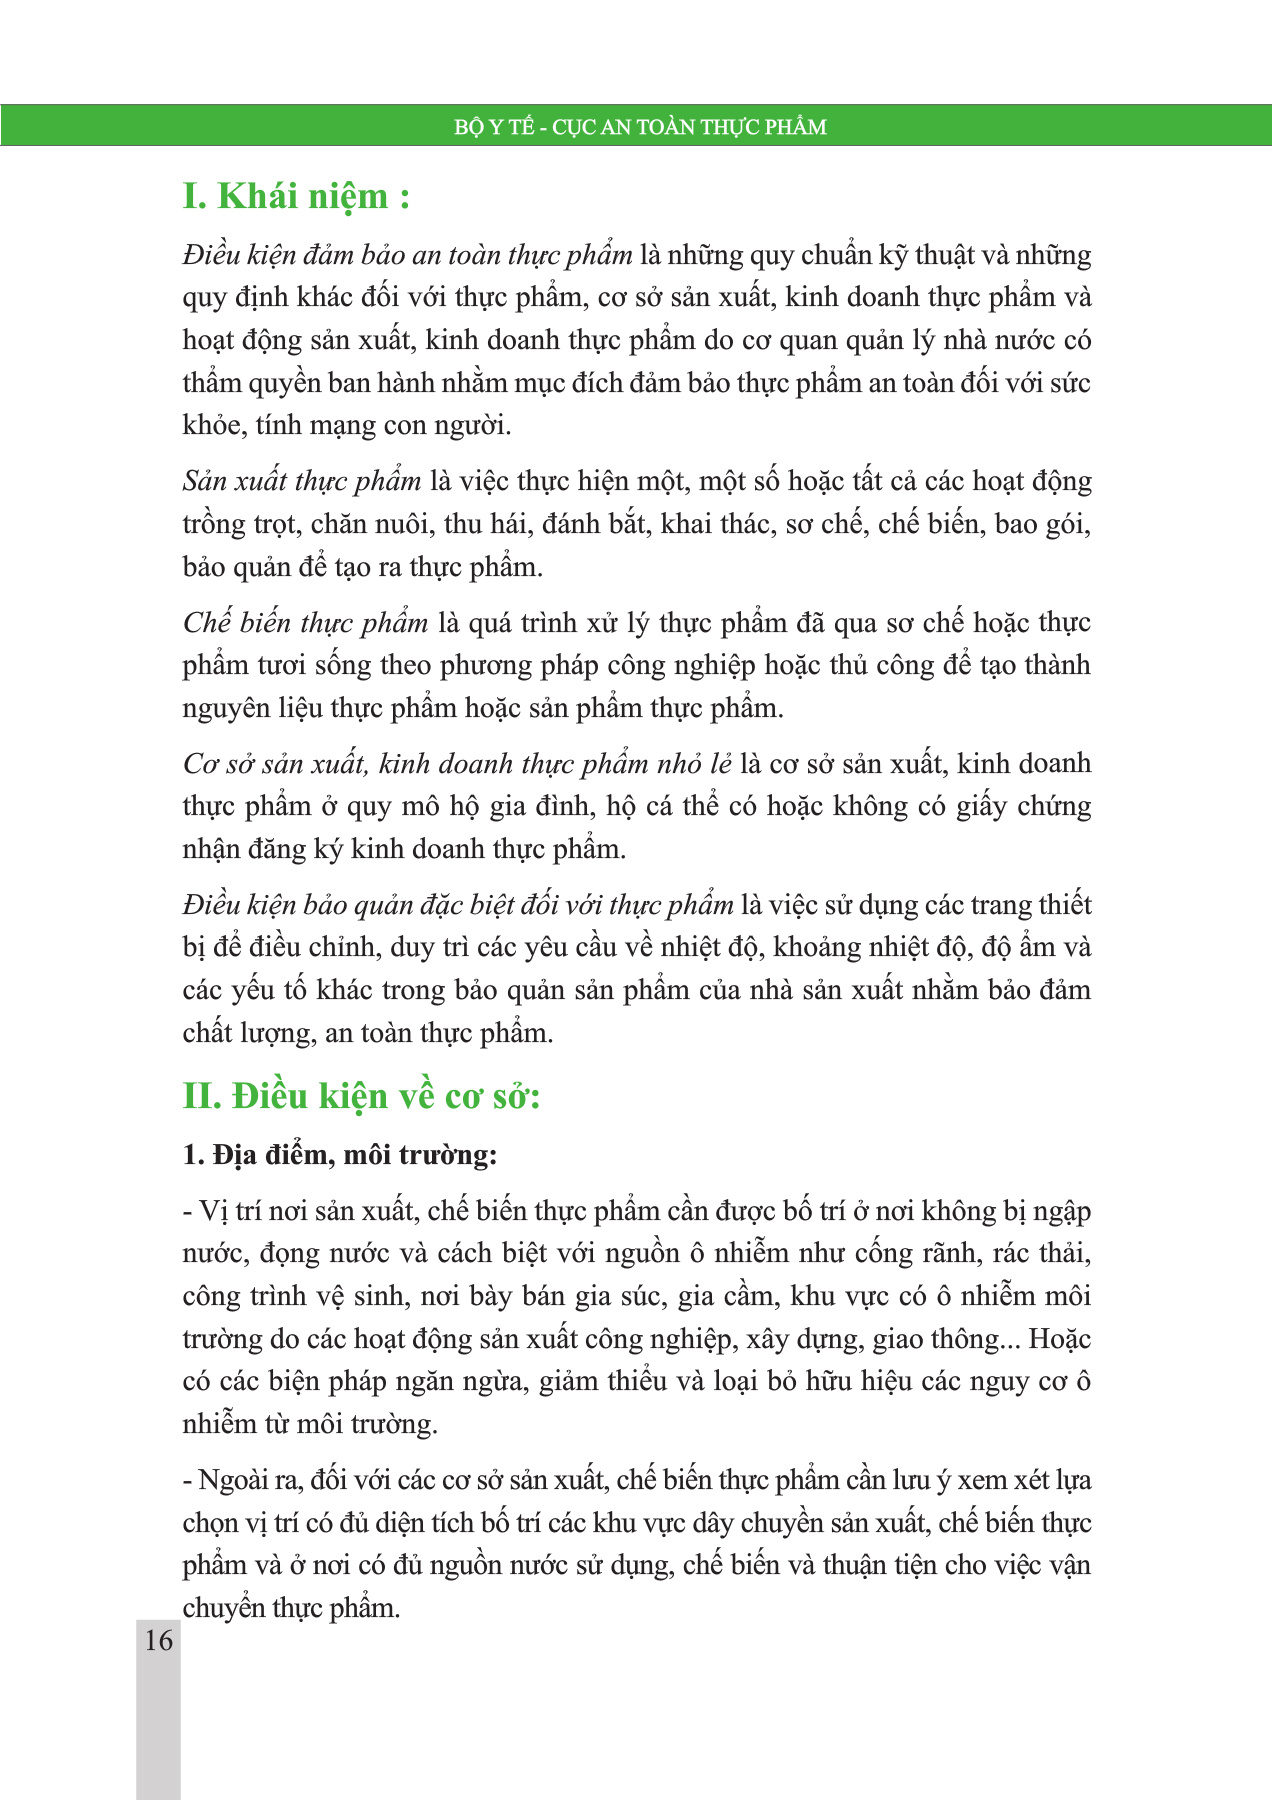 BỘ Y TẾ - CỤC AN TOÀN THỰC PHẨM
I. Khái niệm :
Điều kiện đảm bảo an toàn thực phẩm là những quy chuẩn kỹ thuật và những
quy định khác đối với thực phẩm, cơ sở sản xuất, kinh doanh thực phẩm và
hoạt động sản xuất, kinh doanh thực phẩm do cơ quan quản lý nhà nước có
thẩm quyền ban hành nhằm mục đích đảm bảo thực phẩm an toàn đối với sức
khỏe, tính mạng con người.
Sản xuất thực phẩm là việc thực hiện một, một số hoặc tất cả các hoạt động
trồng trọt, chăn nuôi, thu hái, đánh bắt, khai thác, sơ chế, chế biến, bao gói,
bảo quản để tạo ra thực phẩm.
Chế biến thực phẩm là quá trình xử lý thực phẩm đã qua sơ chế hoặc thực
phẩm tươi sống theo phương pháp công nghiệp hoặc thủ công để tạo thành
nguyên liệu thực phẩm hoặc sản phẩm thực phẩm.
Cơ sở sản xuất, kinh doanh thực phẩm nhỏ lẻ là cơ sở sản xuất, kinh doanh
thực phẩm ở quy mô hộ gia đình, hộ cá thể có hoặc không có giấy chứng
nhận đăng ký kinh doanh thực phẩm.
Điều kiện bảo quản đặc biệt đối với thực phẩm là việc sử dụng các trang thiết
bị để điều chỉnh, duy trì các yêu cầu về nhiệt độ, khoảng nhiệt độ, độ ẩm và
các yếu tố khác trong bảo quản sản phẩm của nhà sản xuất nhằm bảo đảm
chất lượng, an toàn thực phẩm.
II. Điều kiện về cơ sở:
1. Địa điểm, môi trường:
- Vị trí nơi sản xuất, chế biến thực phẩm cần được bố trí ở nơi không bị ngập
nước, đọng nước và cách biệt với nguồn ô nhiễm như cống rãnh, rác thải,
công trình vệ sinh, nơi bày bán gia súc, gia cầm, khu vực có ô nhiễm môi
trường do các hoạt động sản xuất công nghiệp, xây dựng, giao thông... Hoặc
có các biện pháp ngăn ngừa, giảm thiểu và loại bỏ hữu hiệu các nguy cơ ô
nhiễm từ môi trường.
- Ngoài ra, đối với các cơ sở sản xuất, chế biến thực phẩm cần lưu ý xem xét lựa
chọn vị trí có đủ diện tích bố trí các khu vực dây chuyền sản xuất, chế biến thực
phẩm và ở nơi có đủ nguồn nước sử dụng, chế biến và thuận tiện cho việc vận
chuyển thực phẩm.
16